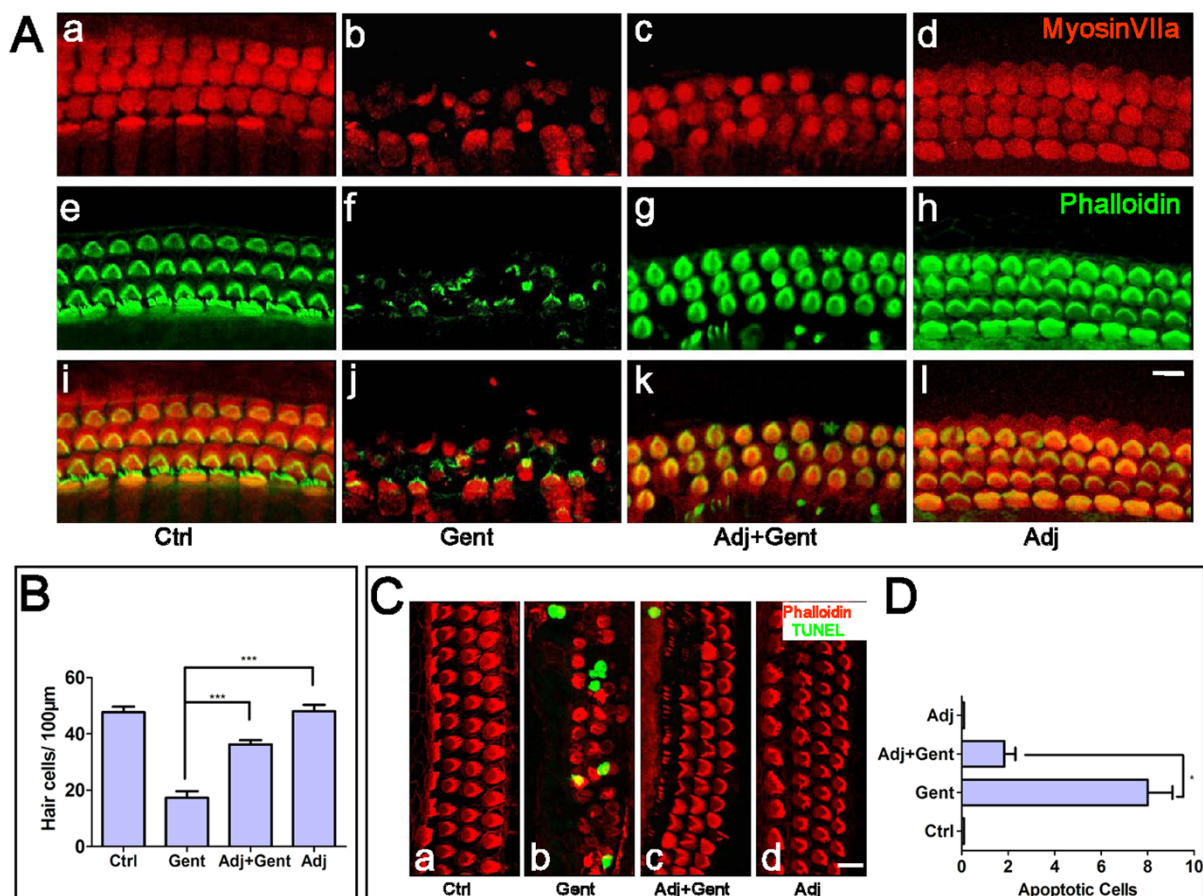 A
a
b
c
d
MyosinVIIa
e
f
g
h
Phalloidin
i
j
k
l
Ctrl
Gent
Adj+Gent
Adj
B
Hair cells/ 100µm
60
40
20
0
***
***
Ctrl
Gent
Adj+Gent
Adj
C
Phalloidin
TUNEL
a
b
c
d
Ctrl
Gent
Adj+Gent
Adj
D
Adj
Adj+Gent
Gent
Ctrl
*
0 2 4 6 8 10
Apoptotic Cells